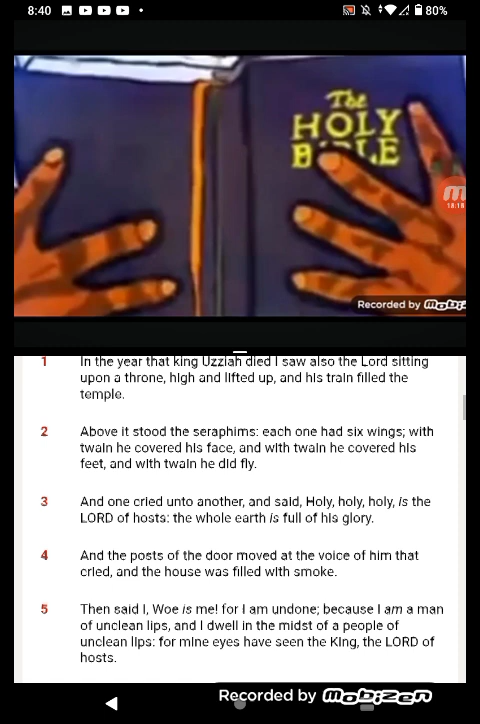 8:40
80%
The
HOLY
BIBLE
18:18
Recorded by Mobiz
1 In the year that king Uzziah died I saw also the Lord sitting
upon a throne, high and lifted up, and his train filled the
temple.
2 Above it stood the seraphims: each one had six wings; with
twain he covered his face, and with twain he covered his
feet, and with twain he did fly.
3 And one cried unto another, and said, Holy, holy, holy, is the
LORD of hosts: the whole earth is full of his glory.
4 And the posts of the door moved at the voice of him that
cried, and the house was filled with smoke.
5 Then said I, Woe is me! for I am undone; because I am a man
of unclean lips, and I dwell in the midst of a people of
unclean lips: for mine eyes have seen the King, the LORD of
hosts.
Recorded by Mobizen